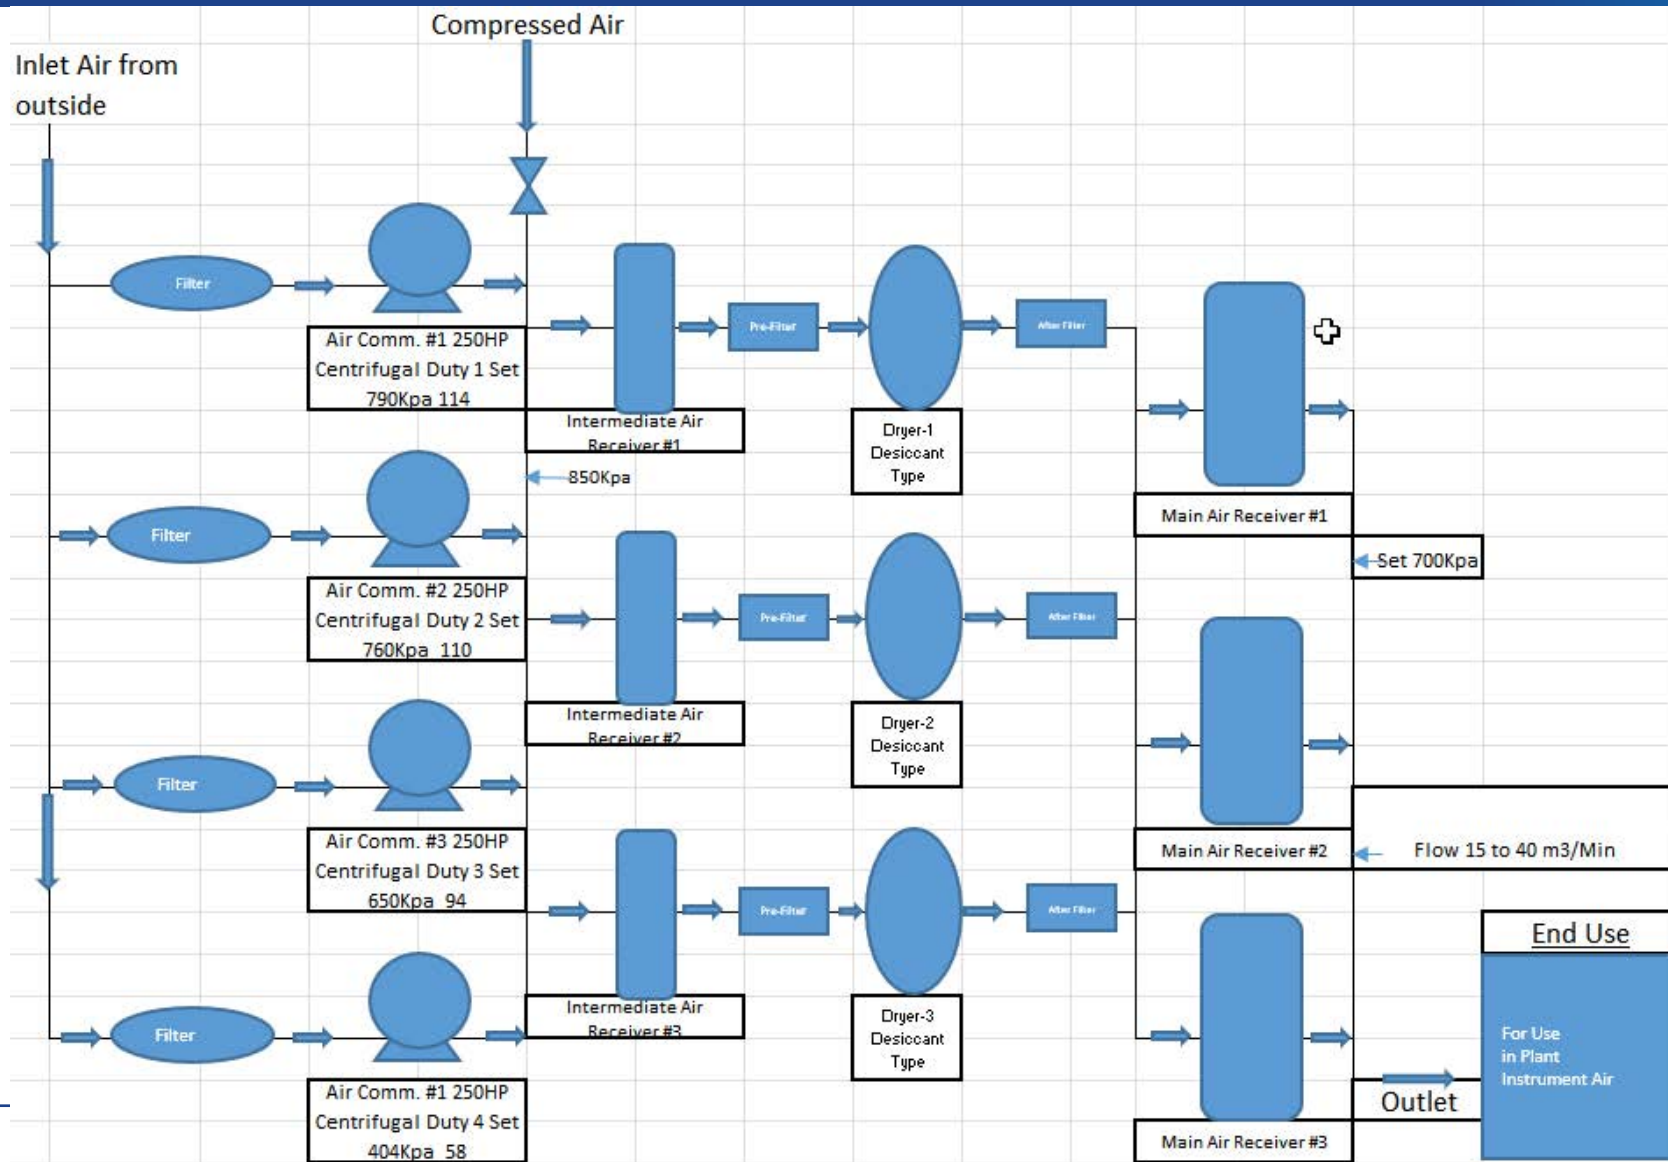 Compressed Air
Inlet Air from
outside
Filter
Air Comm. #1 250HP
Centrifugal Duty 1 Set
790Kpa 114
Intermediate Air
Receiver #1
Pre-Filter
Dryer-1
Desiccant
Type
After Filter
Main Air Receiver #1
850Kpa
Set 700Kpa
Filter
Air Comm. #2 250HP
Centrifugal Duty 2 Set
760Kpa 110
Intermediate Air
Receiver #2
Pre-Filter
Dryer-2
Desiccant
Type
After Filter
Main Air Receiver #2
Flow 15 to 40 m3/Min
Filter
Air Comm. #3 250HP
Centrifugal Duty 3 Set
650Kpa 94
Intermediate Air
Receiver #3
Pre-Filter
Dryer-3
Desiccant
Type
After Filter
Main Air Receiver #3
Filter
Air Comm. #1 250HP
Centrifugal Duty 4 Set
404Kpa 58
End Use
For Use
in Plant
Instrument Air
Outlet